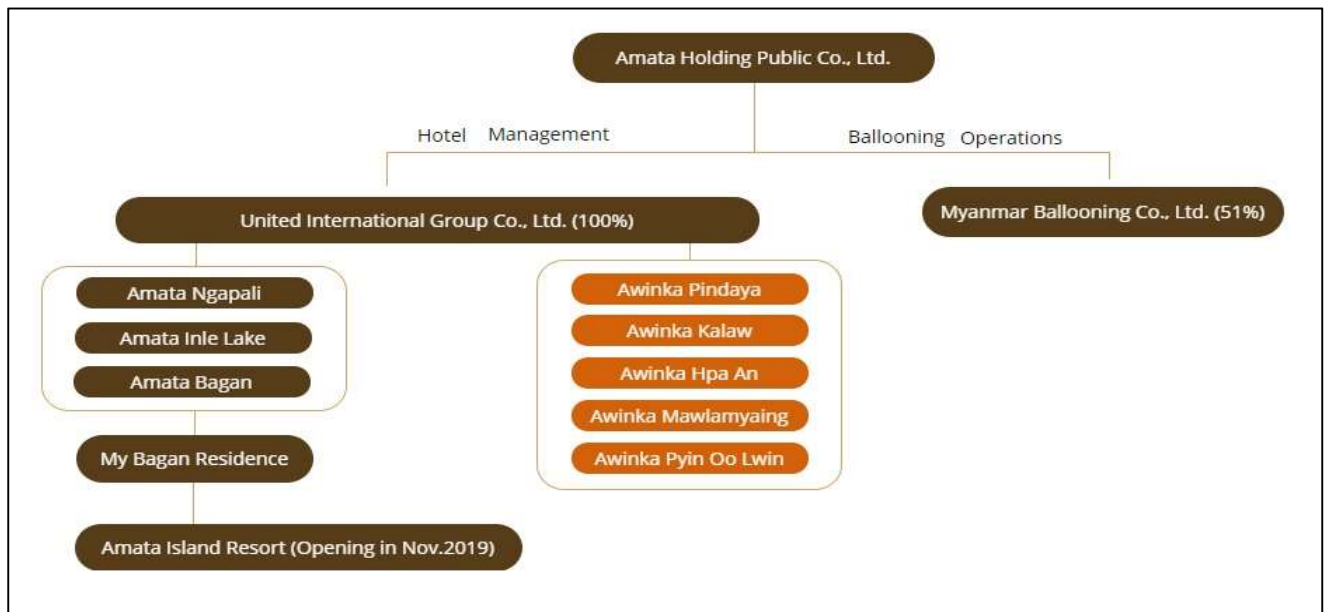 Amata Holding Public Co., Ltd.
Hotel Management
Ballooning Operations
United International Group Co., Ltd. (100%)
Myanmar Ballooning Co., Ltd. (51%)
Amata Ngapali
Amata Inle Lake
Amata Bagan
My Bagan Residence
Amata Island Resort (Opening in Nov.2019)
Awinka Pindaya
Awinka Kalaw
Awinka Hpa An
Awinka Mawlamyaing
Awinka Pyin Oo Lwin